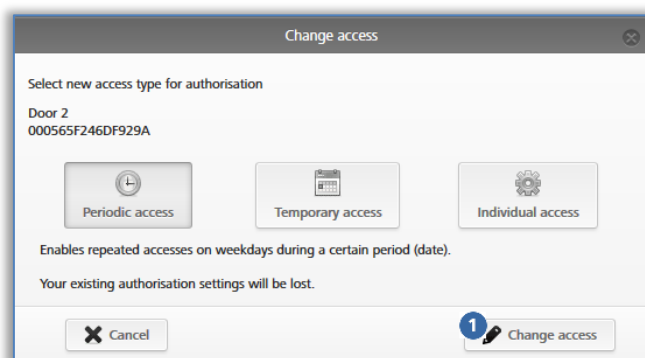 Change access
Select new access type for authorisation
Door 2
000565F246DF929A
Periodic access
Temporary access
Individual access
Enables repeated accesses on weekdays during a certain period (date).
Your existing authorisation settings will be lost.
Cancel
1
Change access